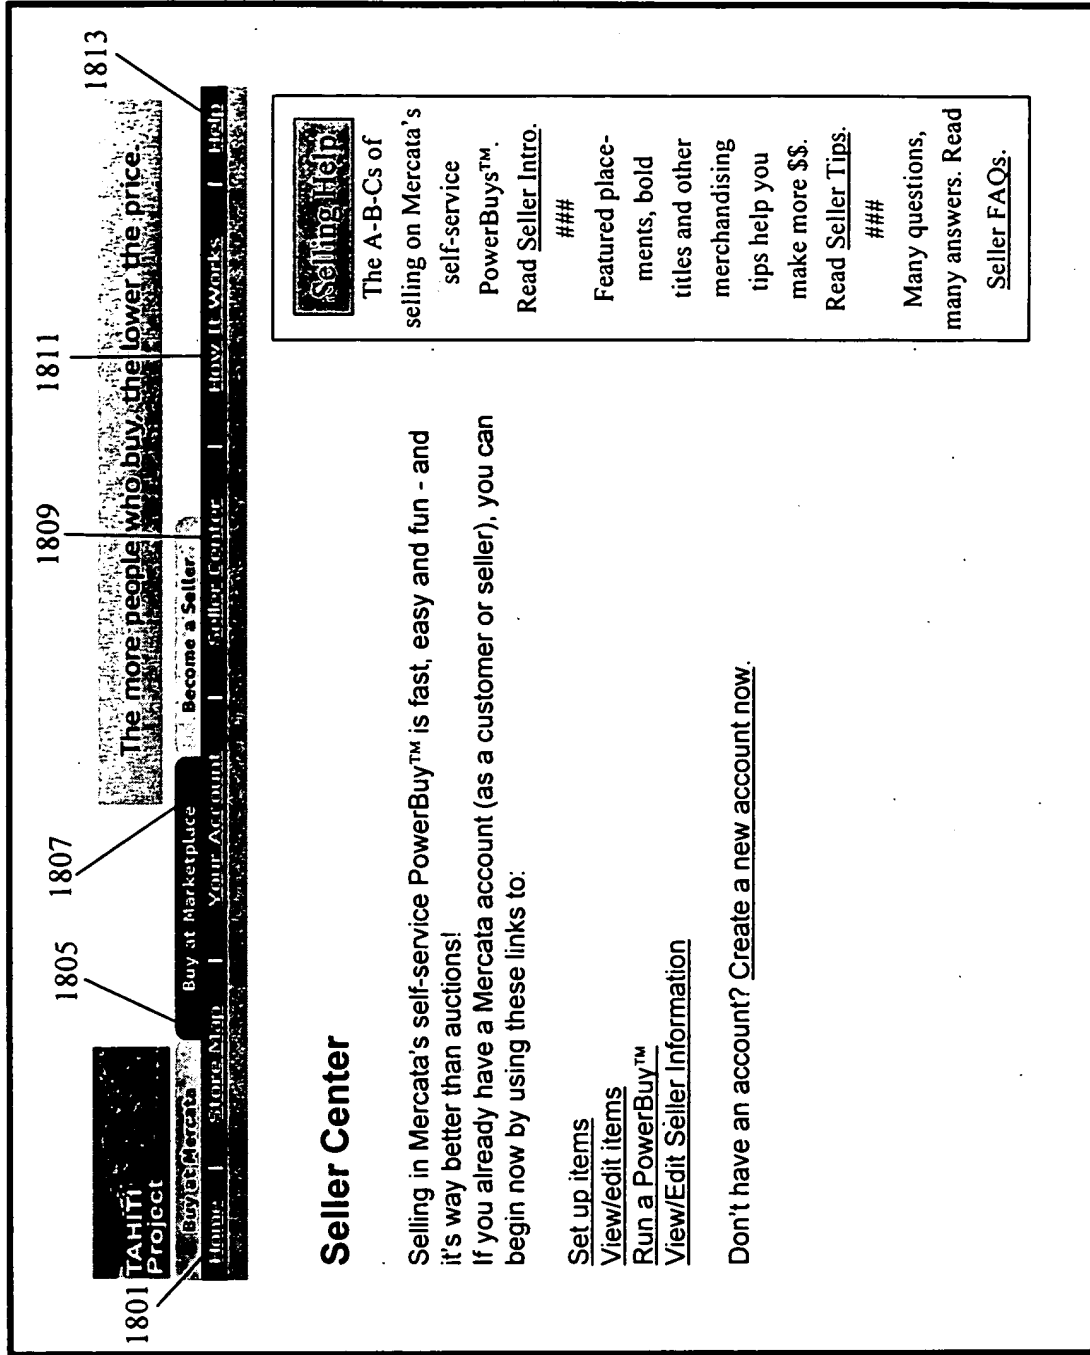 1801
1805
1807
1809
1811
1813
TAHITI
Project
The more people who buy, the lower the price.
Buy at Mercata
Buy at Marketplace
Become a Seller
Home | Store Map | Your Account | Seller Center | How It Works | Help
Seller Center
Selling in Mercata's self-service PowerBuy™ is fast, easy and fun - and
it's way better than auctions!
If you already have a Mercata account (as a customer or seller), you can
begin now by using these links to:
Set up items
View/edit items
Run a PowerBuy™
View/Edit Seller Information
Don't have an account? Create a new account now.
Selling Help
The A-B-Cs of
selling on Mercata's
self-service
PowerBuys™.
Read Seller Intro.
###
Featured place-
ments, bold
titles and other
merchandising
tips help you
make more $$.
Read Seller Tips.
###
Many questions,
many answers. Read
Seller FAQs.